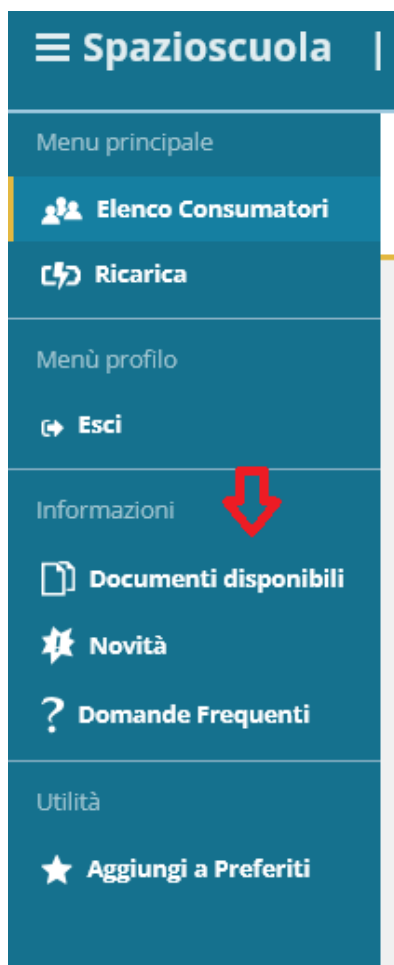 Spazioscuola |
Menu principale
Elenco Consumatori
Ricarica
Menù profilo
Esci
Informazioni
Documenti disponibili
Novità
Domande Frequenti
Utilità
Aggiungi a Preferiti